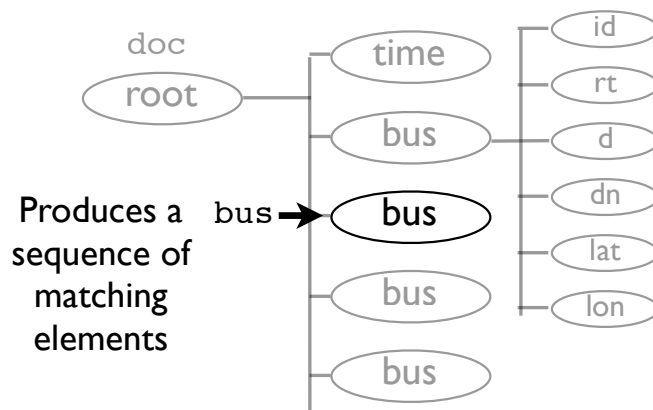 doc
root
time
bus
bus
bus
bus
id
rt
d
dn
lat
lon
Produces a
sequence of
matching
elements
bus